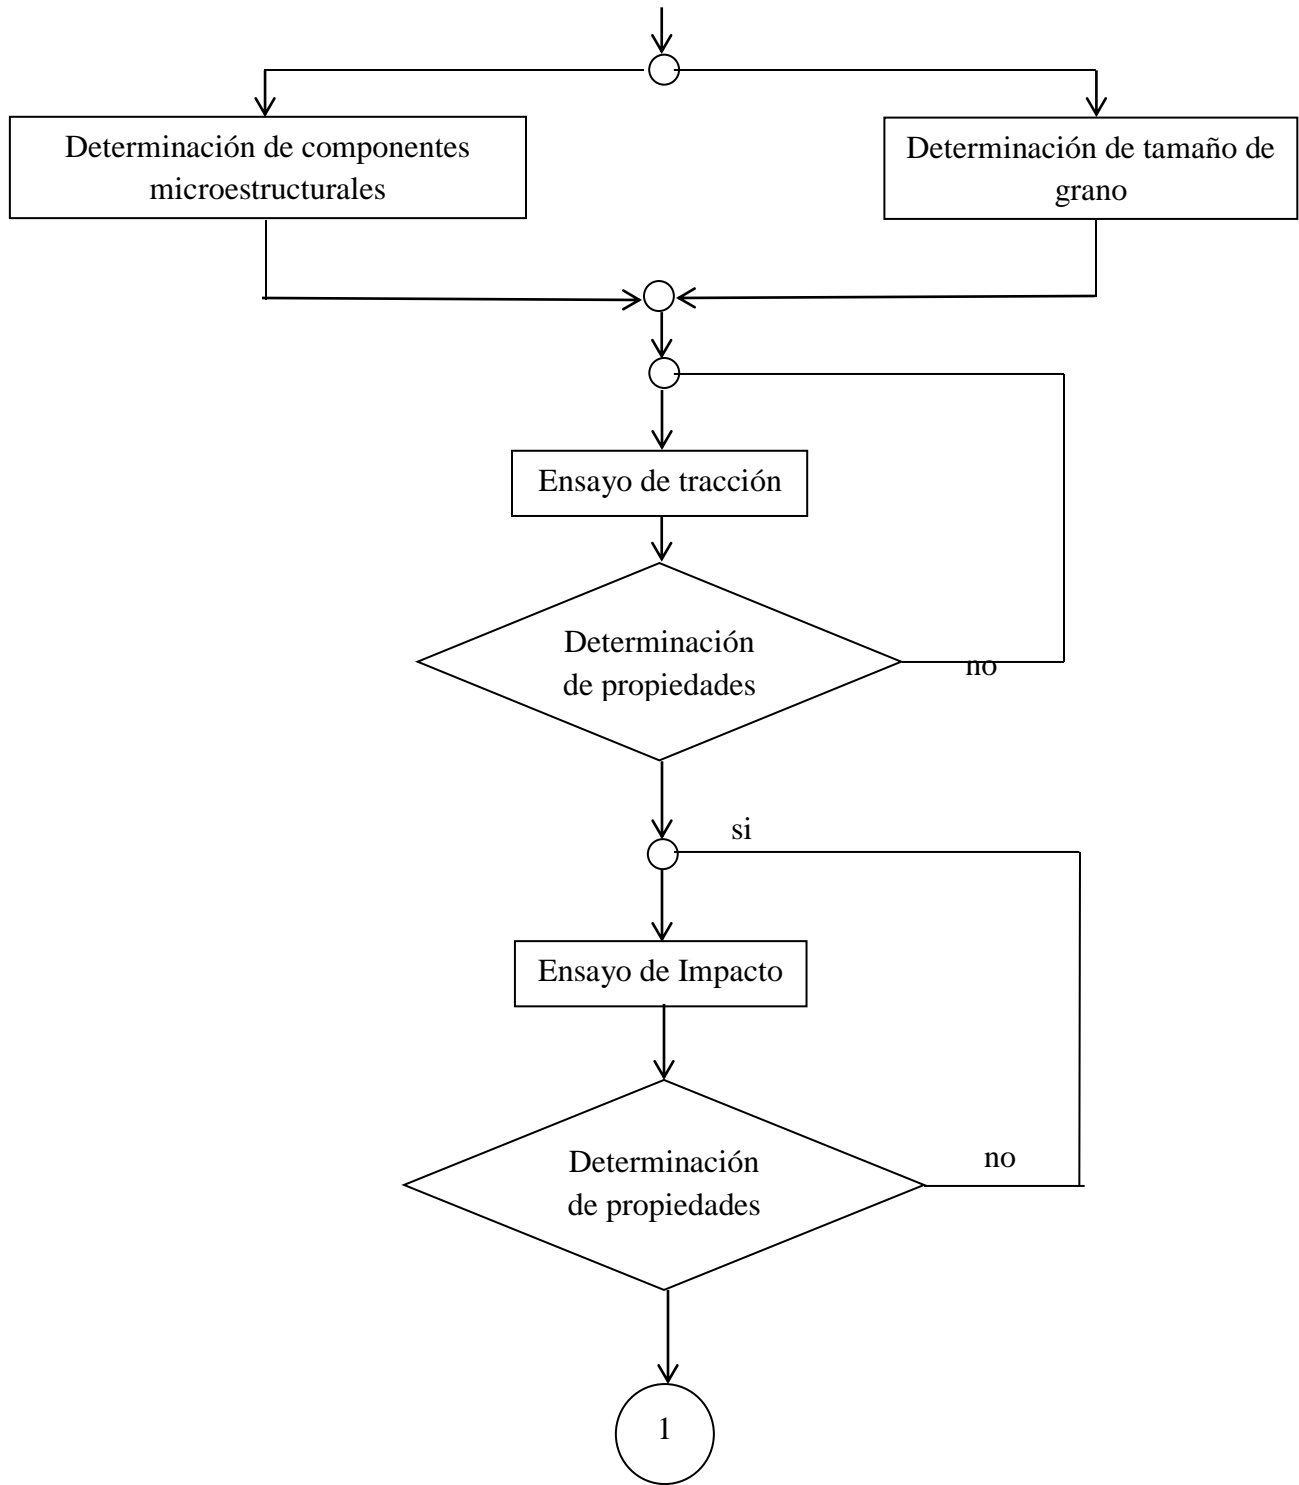 Determinación de componentes
microestructurales
Determinación de tamaño de
grano
Ensayo de tracción
Determinación
de propiedades
no
si
Ensayo de Impacto
Determinación
de propiedades
no
1